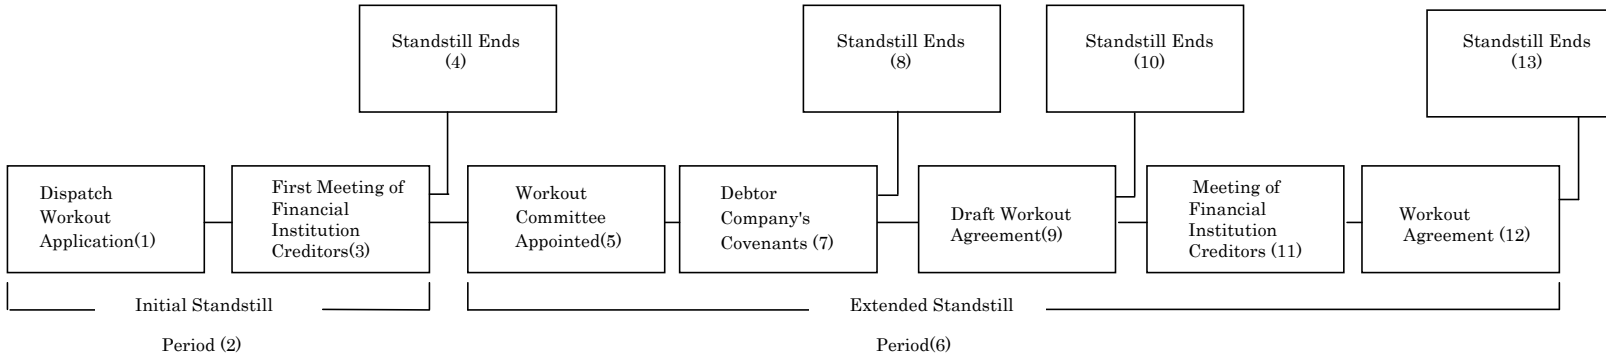 Standstill Ends
(4)
Standstill Ends
(8)
Standstill Ends
(10)
Standstill Ends
(13)
Dispatch
Workout
Application(1)
First Meeting of
Financial
Institution
Creditors(3)
Workout
Committee
Appointed(5)
Debtor
Company's
Covenants (7)
Draft Workout
Agreement(9)
Meeting of
Financial
Institution
Creditors (11)
Workout
Agreement (12)
Initial Standstill
Period (2)
Extended Standstill
Period(6)